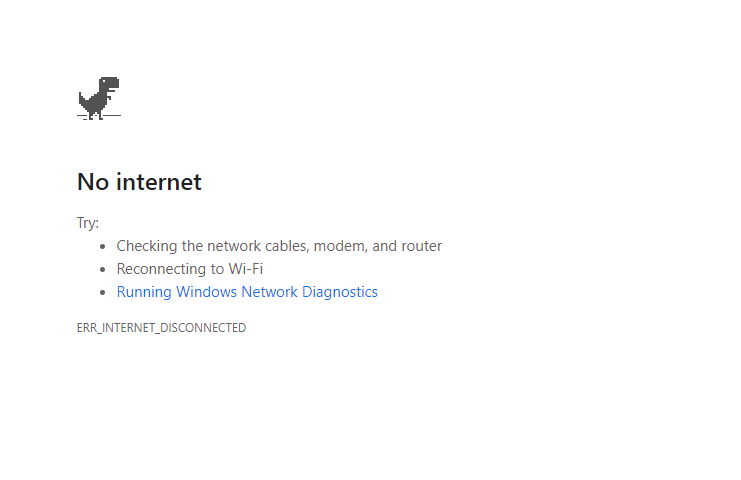 No internet
Try:
• Checking the network cables, modem, and router
• Reconnecting to Wi-Fi
• Running Windows Network Diagnostics
ERR_INTERNET_DISCONNECTED